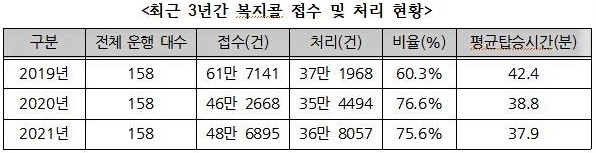 <최근 3년간 복지콜 접수 및 처리 현황>
구분 전체 운행 대수 접수(건) 처리(건) 비율(%) 평균탑승시간(분)
2019년 158 61만 7141 37만 1968 60.3% 42.4
2020년 158 46만 2668 35만 4494 76.6% 38.8
2021년 158 48만 6895 36만 8057 75.6% 37.9